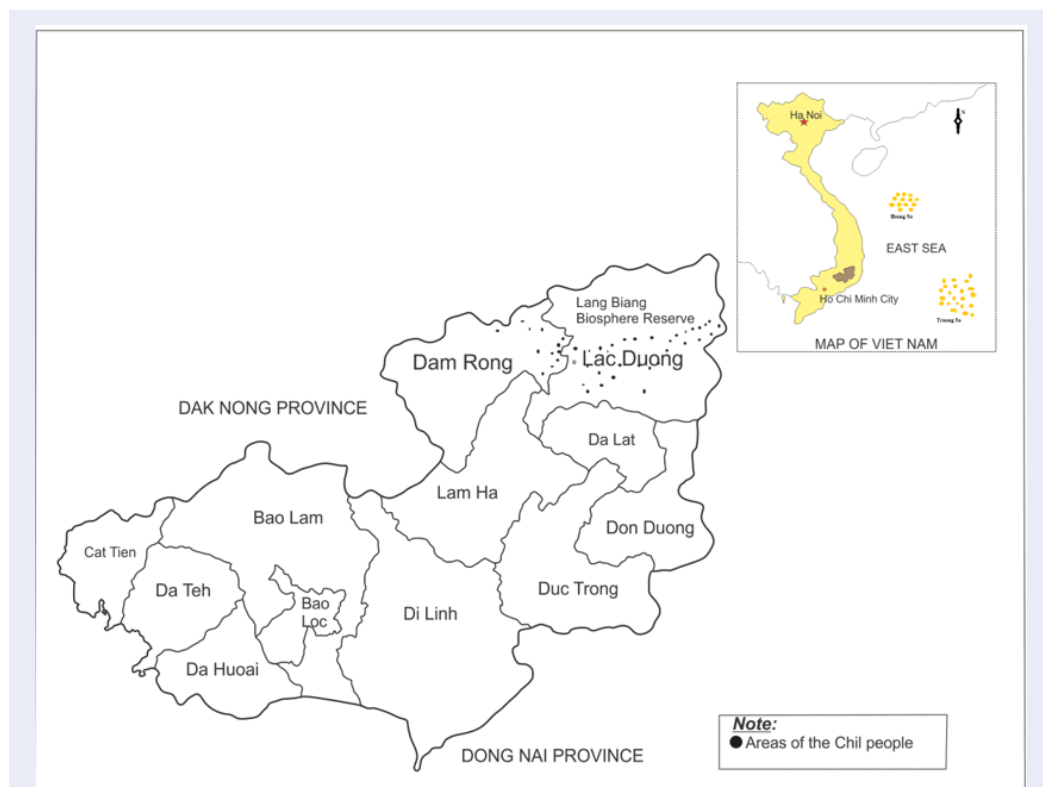 Ha Noi
Hoang Sa
EAST SEA
Ho Chi Minh City
Truong Sa
MAP OF VIET NAM
Lang Biang
Biosphere Reserve
Dam Rong
Lac Duong
DAK NONG PROVINCE
Da Lat
Lam Ha
Bao Lam
Don Duong
Cat Tien
Da Teh
Duc Trong
Bao
Loc
Di Linh
Da Huoai
Note:
Areas of the Chil people
DONG NAI PROVINCE